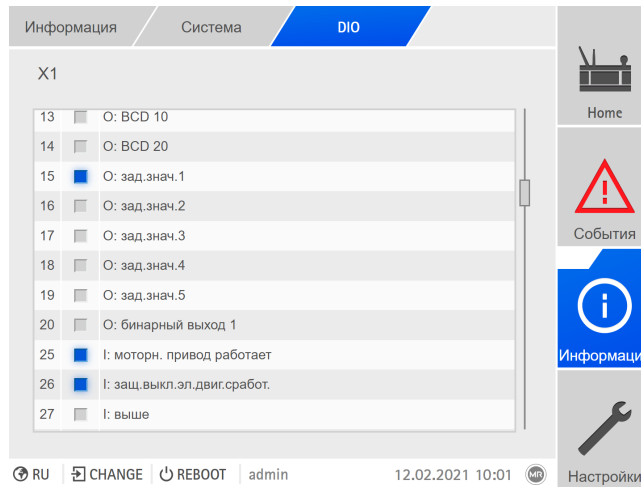 Информация Система DIO
X1
13 O: BCD 10
14 O: BCD 20
15 O: зад.знач.1
16 O: зад.знач.2
17 O: зад.знач.3
18 O: зад.знач.4
19 O: зад.знач.5
20 O: бинарный выход 1
25 I: моторн. привод работает
26 I: защ.выкл.эл.двиг.сработ.
27 I: выше
Home
События
Информаци
Настройки
RU CHANGE REBOOT admin 12.02.2021 10:01 MR